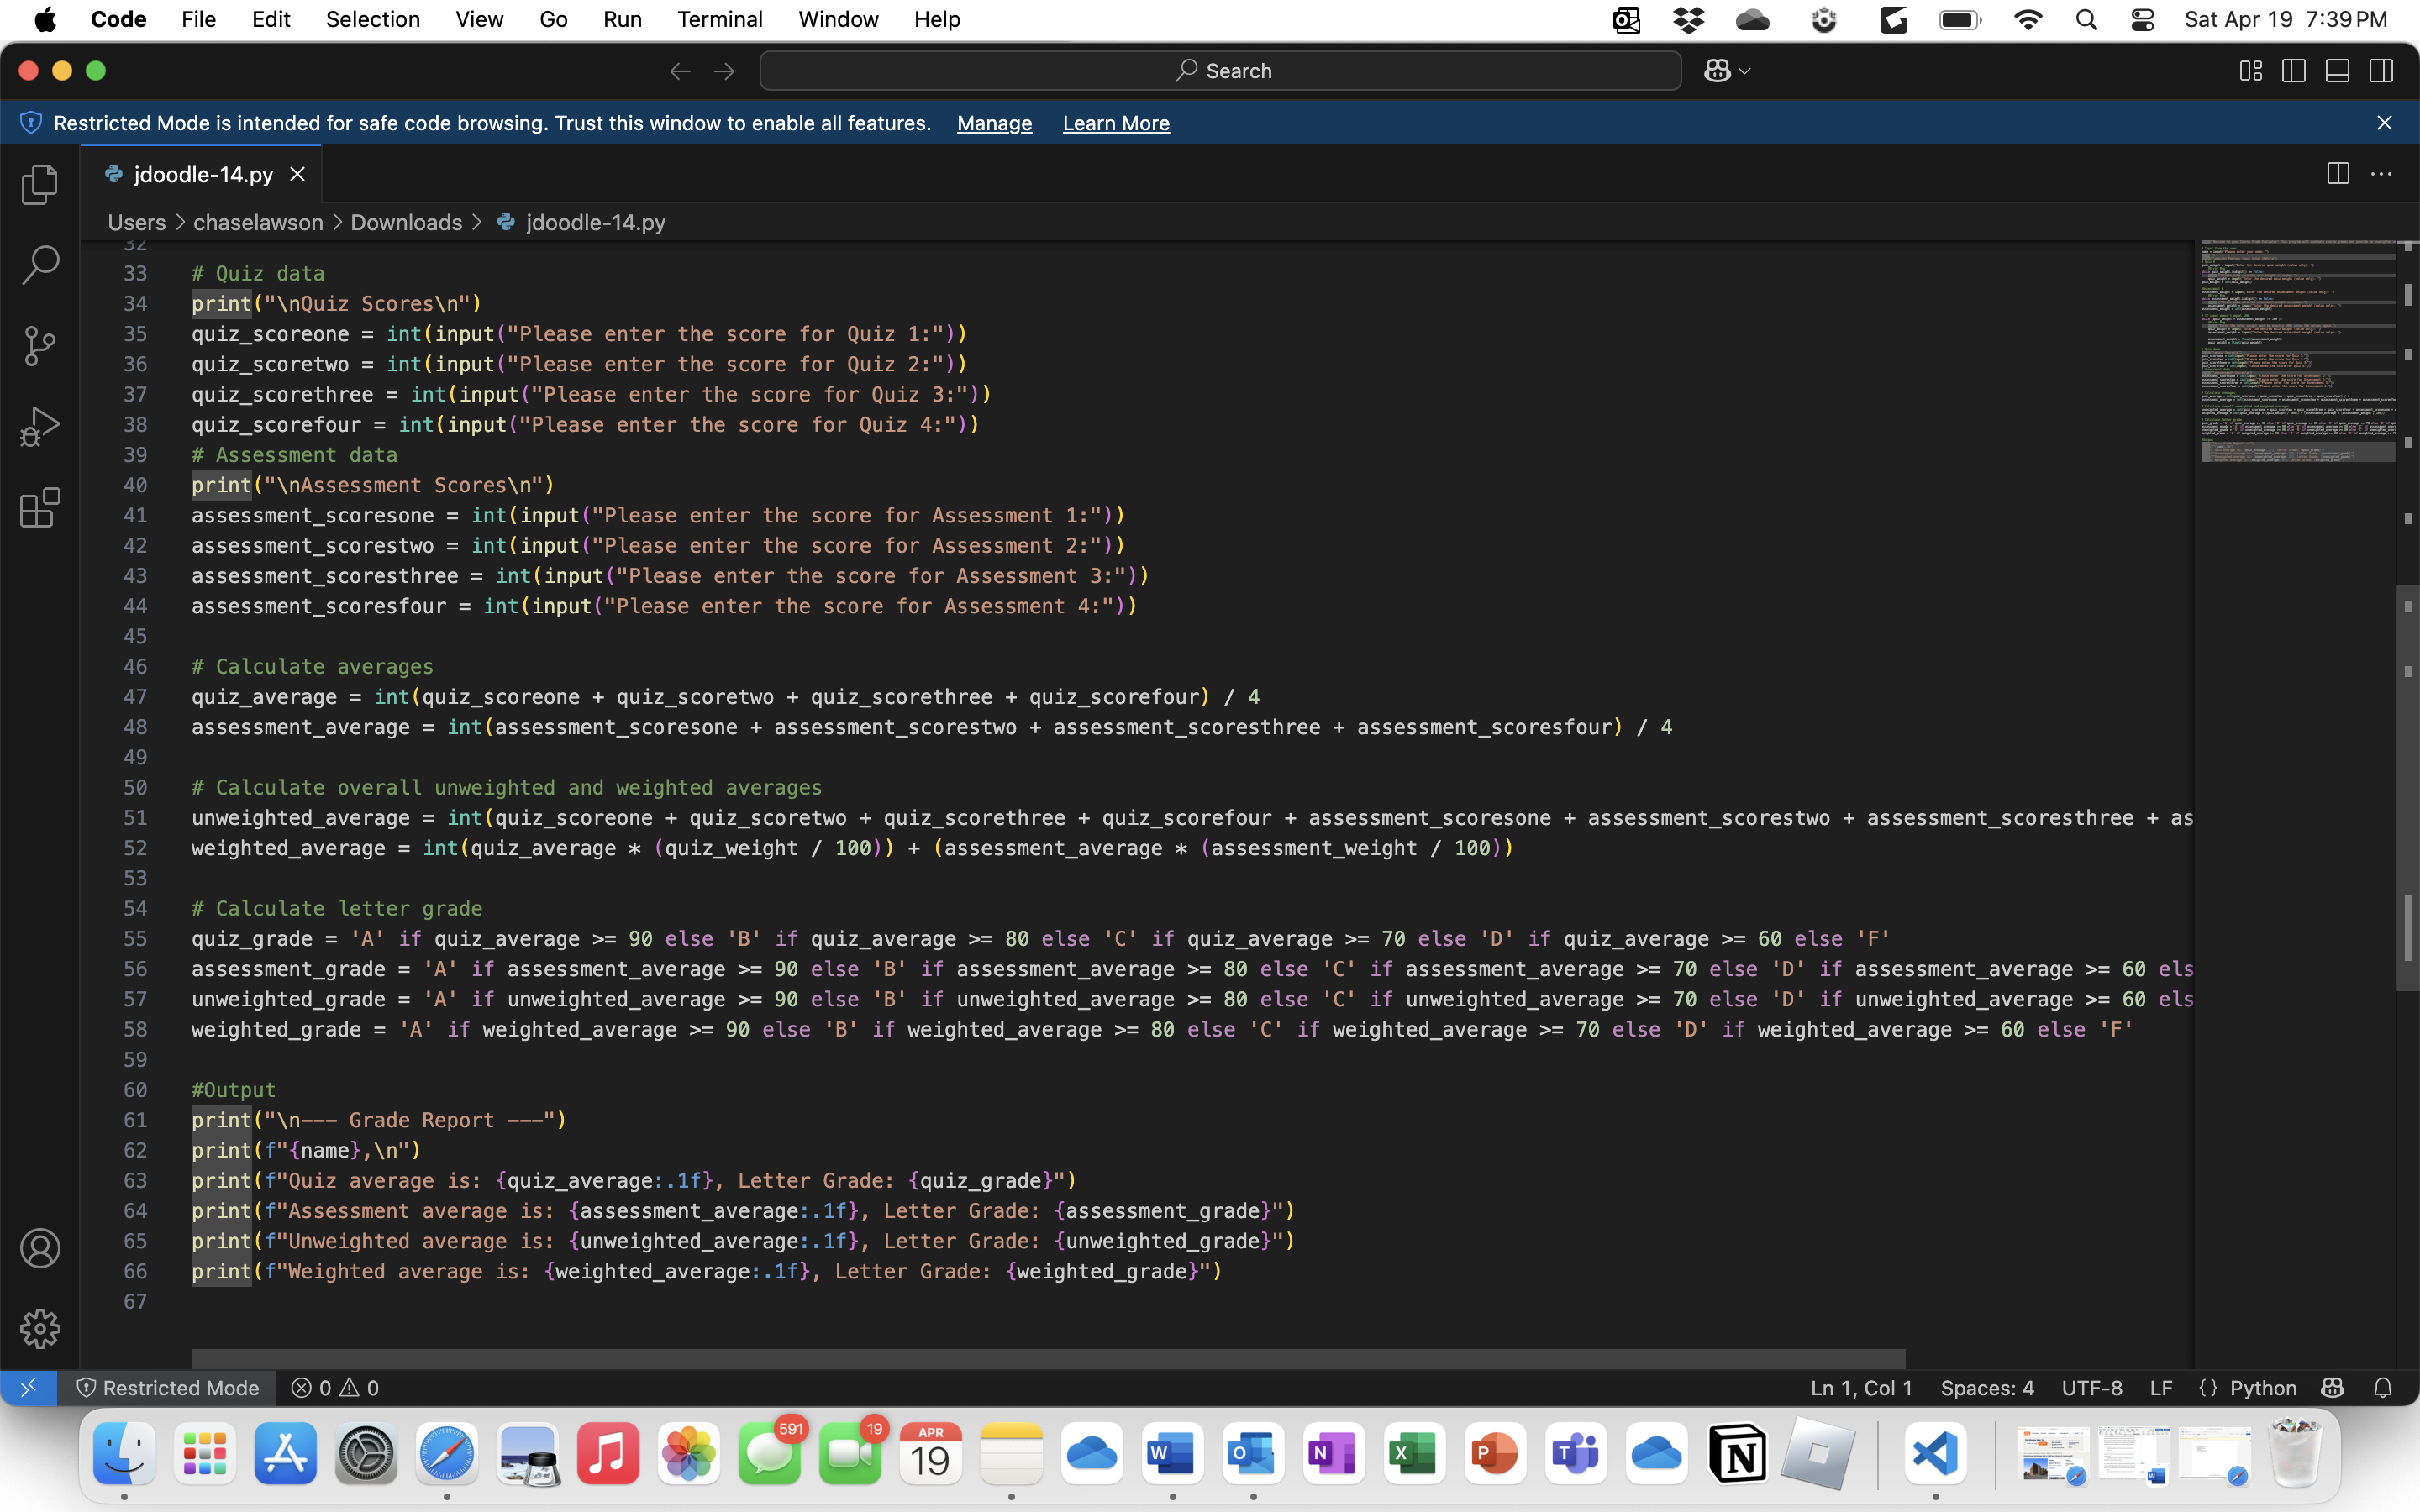 Code File Edit Selection View Go Run Terminal Window Help Sat Apr 19 7:39 PM
Search
Restricted Mode is intended for safe code browsing. Trust this window to enable all features. Manage Learn More
jdoodle-14.py
Users > chaselawson > Downloads > jdoodle-14.py
32
33 # Quiz data
34 print("\nQuiz Scores\n")
35 quiz_scoreone = int(input("Please enter the score for Quiz 1:"))
36 quiz_scoretwo = int(input("Please enter the score for Quiz 2:"))
37 quiz_scorethree = int(input("Please enter the score for Quiz 3:"))
38 quiz_scorefour = int(input("Please enter the score for Quiz 4:"))
39 # Assessment data
40 print("\nAssessment Scores\n")
41 assessment_scoresone = int(input("Please enter the score for Assessment 1:"))
42 assessment_scorestwo = int(input("Please enter the score for Assessment 2:"))
43 assessment_scoresthree = int(input("Please enter the score for Assessment 3:"))
44 assessment_scoresfour = int(input("Please enter the score for Assessment 4:"))
45
46 # Calculate averages
47 quiz_average = int(quiz_scoreone + quiz_scoretwo + quiz_scorethree + quiz_scorefour) / 4
48 assessment_average = int(assessment_scoresone + assessment_scorestwo + assessment_scoresthree + assessment_scoresfour) / 4
49
50 # Calculate overall unweighted and weighted averages
51 unweighted_average = int(quiz_scoreone + quiz_scoretwo + quiz_scorethree + quiz_scorefour + assessment_scoresone + assessment_scorestwo + assessment_scoresthree + as
52 weighted_average = int(quiz_average * (quiz_weight / 100)) + (assessment_average * (assessment_weight / 100))
53
54 # Calculate letter grade
55 quiz_grade = 'A' if quiz_average >= 90 else 'B' if quiz_average >= 80 else 'C' if quiz_average >= 70 else 'D' if quiz_average >= 60 else 'F'
56 assessment_grade = 'A' if assessment_average >= 90 else 'B' if assessment_average >= 80 else 'C' if assessment_average >= 70 else 'D' if assessment_average >= 60 els
57 unweighted_grade = 'A' if unweighted_average >= 90 else 'B' if unweighted_average >= 80 else 'C' if unweighted_average >= 70 else 'D' if unweighted_average >= 60 els
58 weighted_grade = 'A' if weighted_average >= 90 else 'B' if weighted_average >= 80 else 'C' if weighted_average >= 70 else 'D' if weighted_average >= 60 else 'F'
59
60 #Output
61 print("\n--- Grade Report ---")
62 print(f"{name},\n")
63 print(f"Quiz average is: {quiz_average:.1f}, Letter Grade: {quiz_grade}")
64 print(f"Assessment average is: {assessment_average:.1f}, Letter Grade: {assessment_grade}")
65 print(f"Unweighted average is: {unweighted_average:.1f}, Letter Grade: {unweighted_grade}")
66 print(f"Weighted average is: {weighted_average:.1f}, Letter Grade: {weighted_grade}")
67
Restricted Mode 0 0 Ln 1, Col 1 Spaces: 4 UTF-8 LF {} Python
591 19 APR 19 W O N X P T N